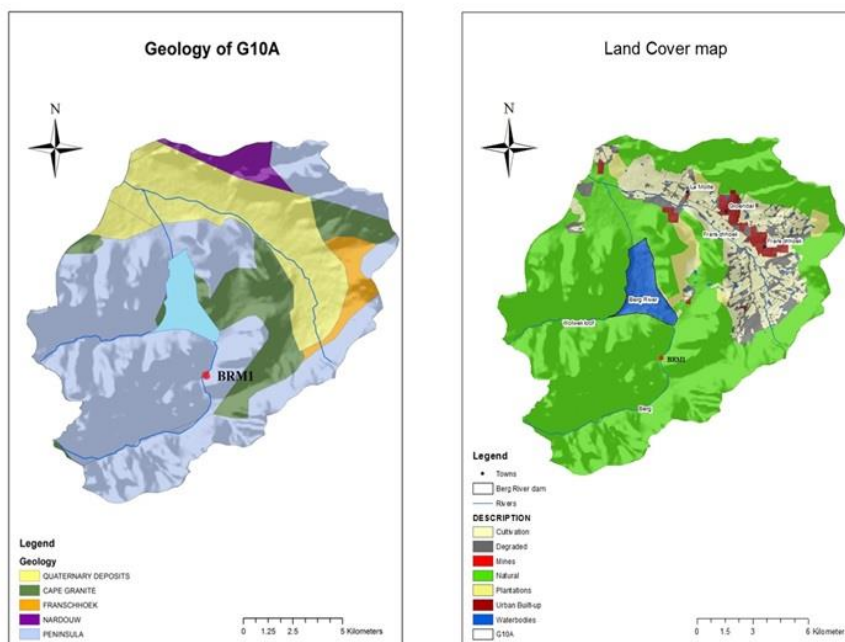 Geology of G10A
N
BRM1
Legend
Geology
QUATERNARY DEPOSITS
CAPE GRANITE
FRANSCHHOEK
NARDOUW
PENINSULA
0 1.25 2.5 5 Kilometers
Land Cover map
N
La Motte
Groendal
Franschhoek
Franschhoek
Berg River
BRM1
Berg
Legend
Towns
Berg River dam
Rivers
DESCRIPTION
Cultivation
Degraded
Mines
Natural
Plantations
Urban Built-up
Waterbodies
G10A
0 1.5 3 6 Kilometers